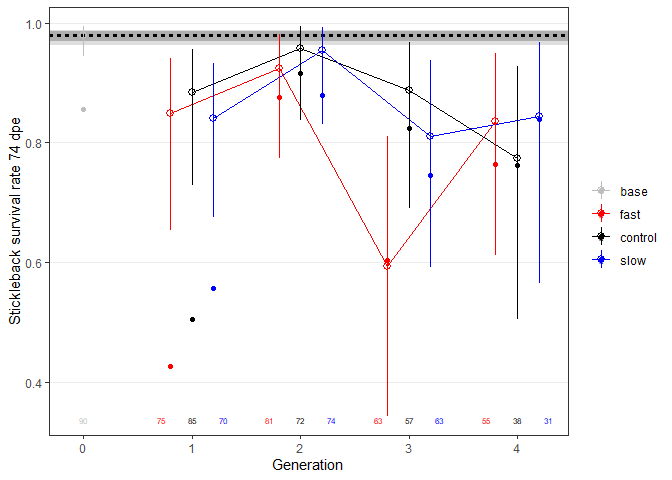 Stickleback survival rate 74 dpe
1.0
0.8
0.6
0.4
90 75 85 70 81 72 74 63 57 63 55 38 31
0 1 2 3 4
Generation
base
fast
control
slow